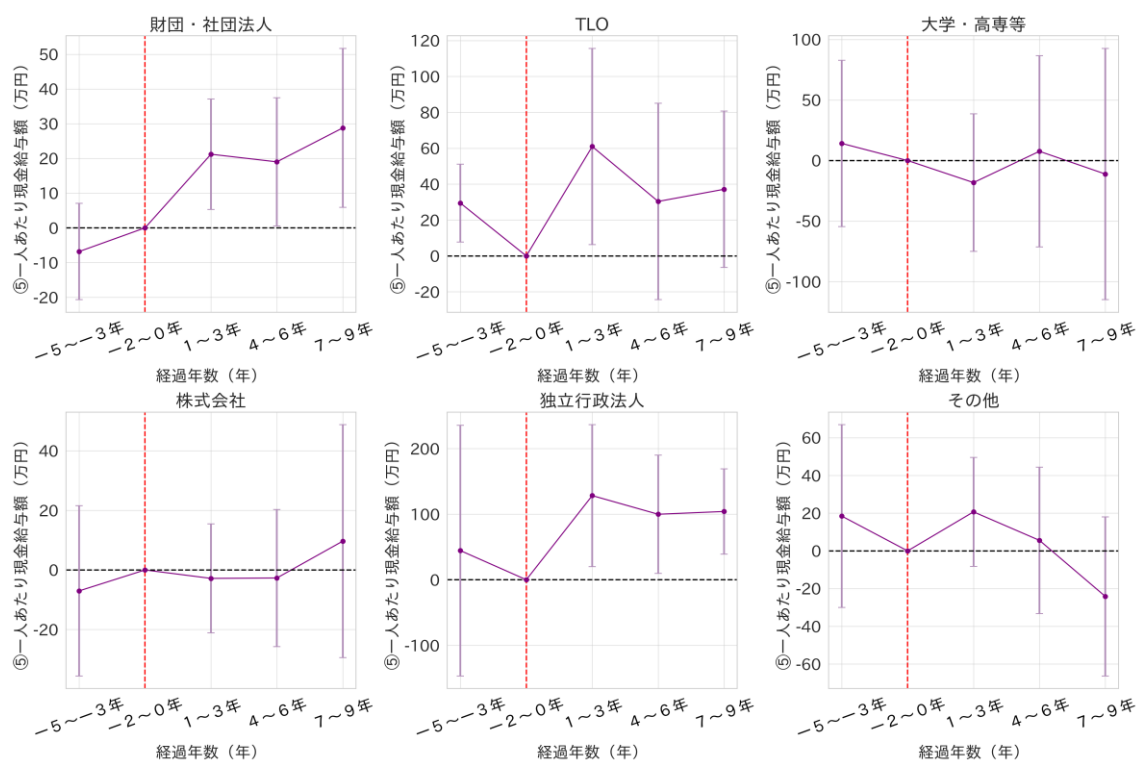 財団・社団法人
⑤一人あたり現金給与額（万円）
50
40
30
20
10
0
-10
-20
－5～－3年
－2～0年
1～3年
4～6年
7～9年
経過年数（年）
TLO
⑤一人あたり現金給与額（万円）
120
100
80
60
40
20
0
-20
－5～－3年
－2～0年
1～3年
4～6年
7～9年
経過年数（年）
大学・高専等
⑤一人あたり現金給与額（万円）
100
50
0
-50
-100
－5～－3年
－2～0年
1～3年
4～6年
7～9年
経過年数（年）
株式会社
⑤一人あたり現金給与額（万円）
40
20
0
-20
－5～－3年
－2～0年
1～3年
4～6年
7～9年
経過年数（年）
独立行政法人
⑤一人あたり現金給与額（万円）
200
100
0
-100
－5～－3年
－2～0年
1～3年
4～6年
7～9年
経過年数（年）
その他
⑤一人あたり現金給与額（万円）
60
40
20
0
-20
-40
-60
－5～－3年
－2～0年
1～3年
4～6年
7～9年
経過年数（年）